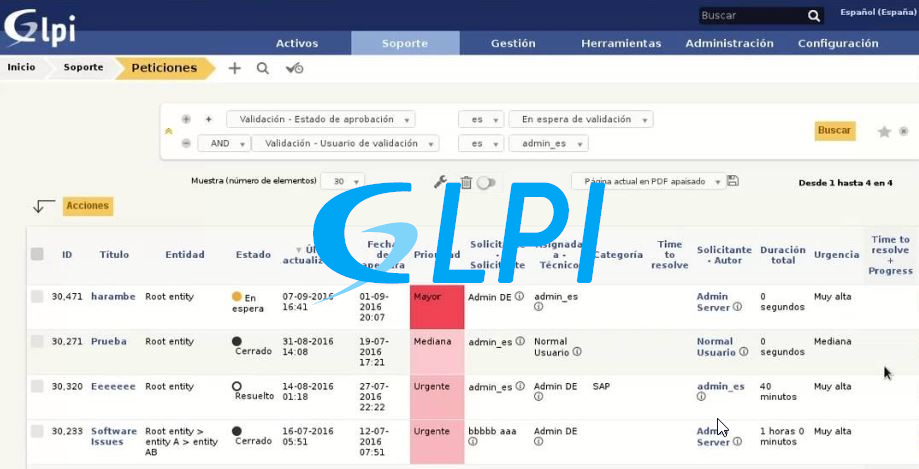 Glpi
Buscar
Español (España)
Activos Soporte Gestión Herramientas Administración Configuración
Inicio Soporte Peticiones
Validación - Estado de aprobación es En espera de validación
AND Validación - Usuario de validación es admin_es
Buscar
Muestra (número de elementos) 30 Página actual en PDF apaisado Desde 1 hasta 4 en 4
Acciones
GLPI
ID Título Entidad Estado Prioridad Categoría Urgencia
Time
to
resolve
Solicitante
- Autor
Duración
total
Time to
resolve
+
Progress
30,471 harambe Root entity En
espera
07-09-2016
16:41
01-09-
2016
20:07
Mayor Admin DE admin_es
Admin
Server
0
segundos
Muy alta
30,271 Prueba Root entity
Cerrado
31-08-2016
14:08
19-07-
2016
17:21
Mediana admin_es Normal
Usuario
Normal
Usuario
0
segundos
Mediana
30,320 Eeeeeee Root entity
Resuelto
14-08-2016
01:18
27-07-
2016
22:22
Urgente admin_es Admin DE SAP admin_es
40
minutos
Muy alta
30,233 Software
Issues
Root entity >
entity A > entity
AB
Cerrado
16-07-2016
05:51
12-07-
2016
07:51
Urgente bbbbb aaa Admin DE
Admin
Server
1 horas 0
minutos
Muy alta